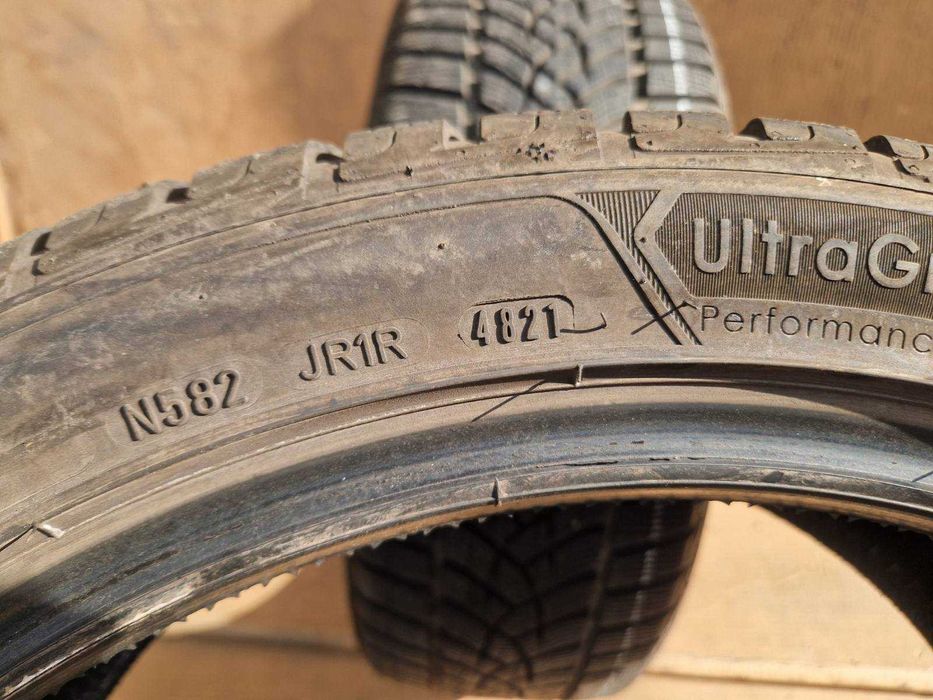 N582 JR1R 4821
UltraG
Performanc